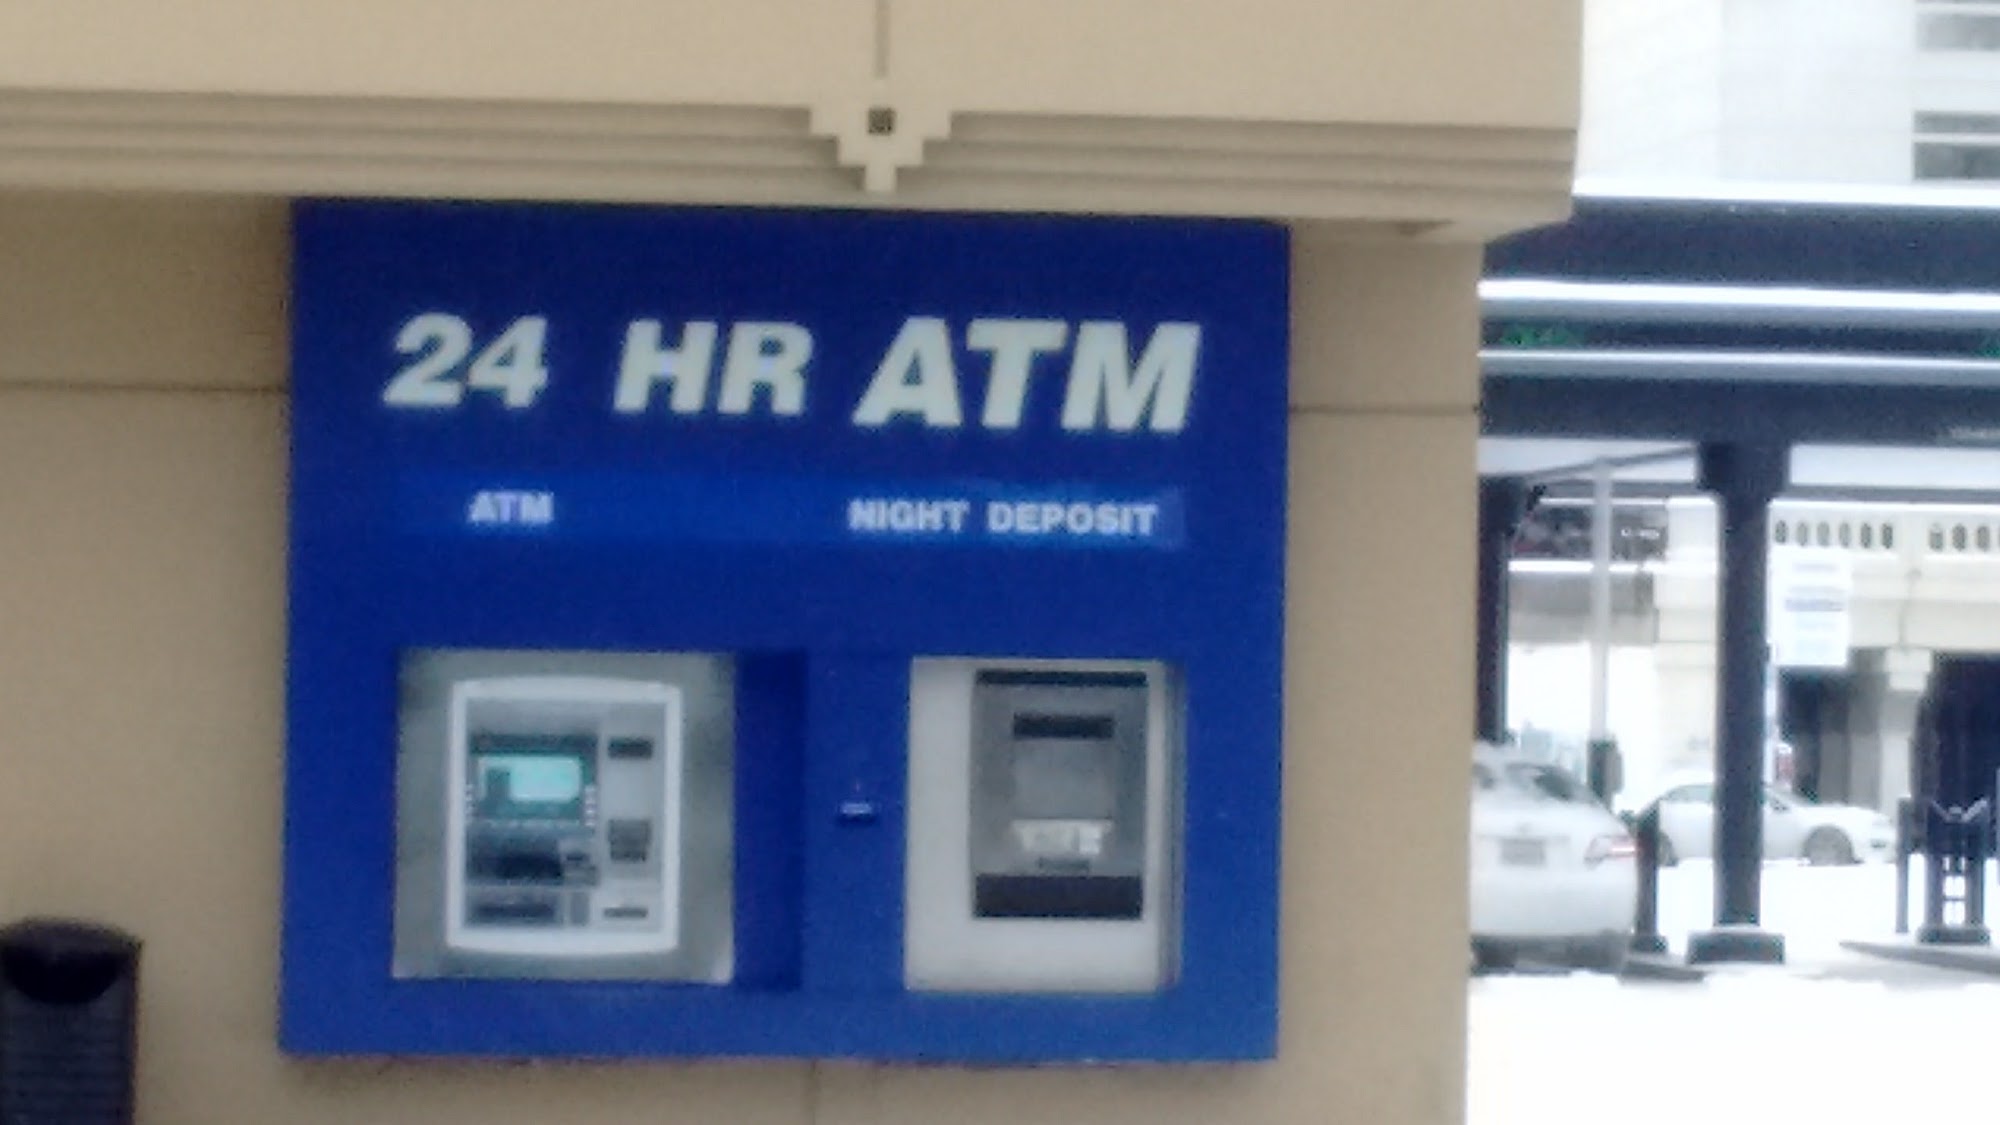 24 HR ATM
ATM NIGHT DEPOSIT